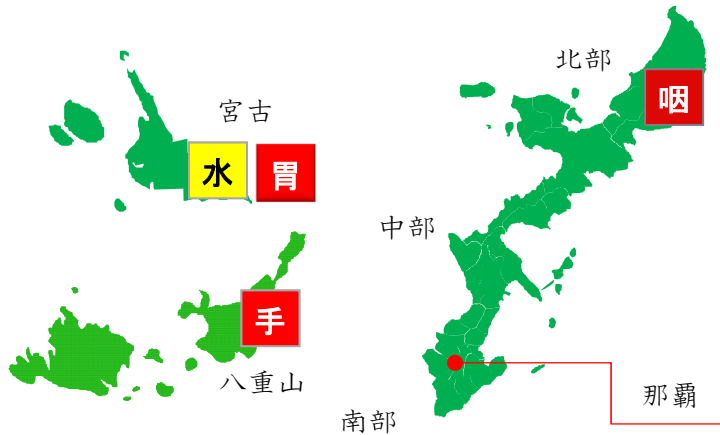 北部
咽
宮古
水
胃
中部
手
八重山
那覇
南部